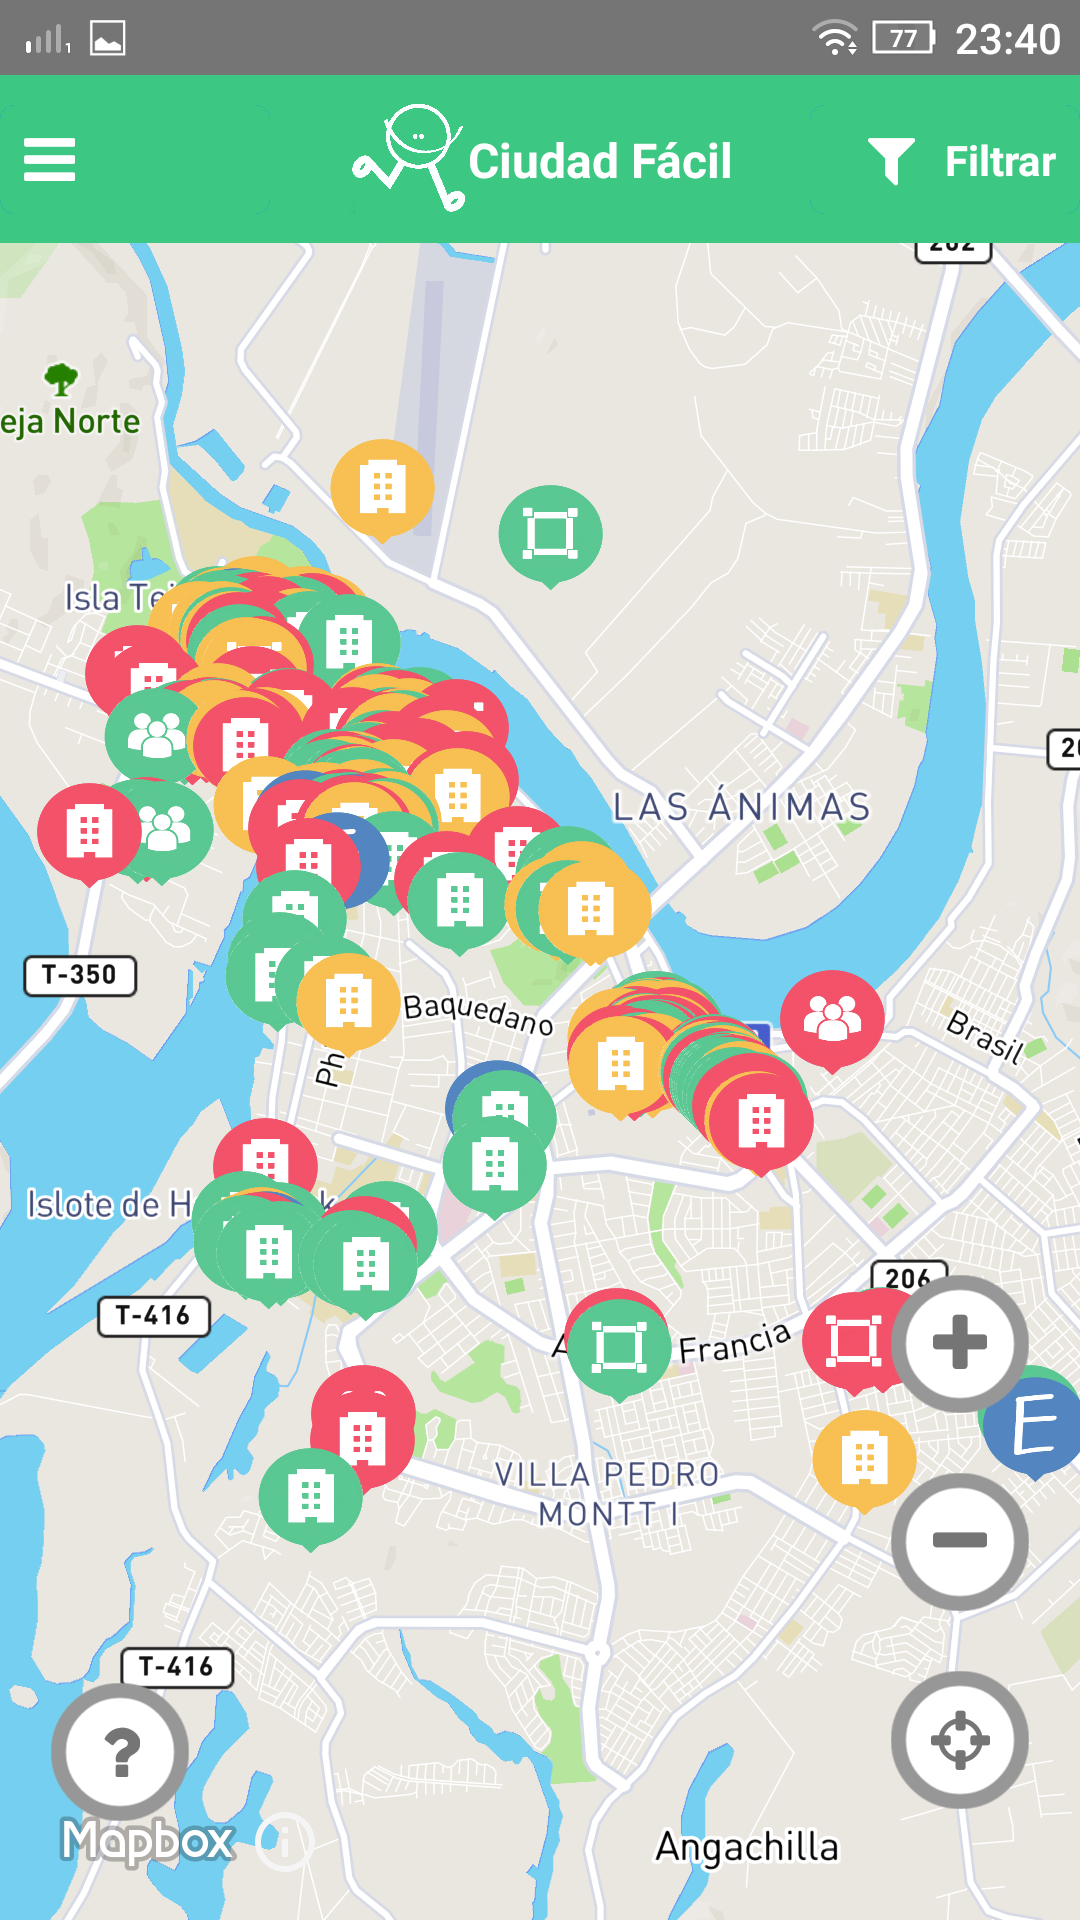 1
77
23:40
Ciudad Fácil
Filtrar
202
eja Norte
Isla Te
LAS ÁNIMAS
T-350
Baquedano
Ph
Brasil
Islote de H
k
T-416
206
A
Francia
E
VILLA PEDRO
MONTT I
T-416
?
Mapbox
i
Angachilla